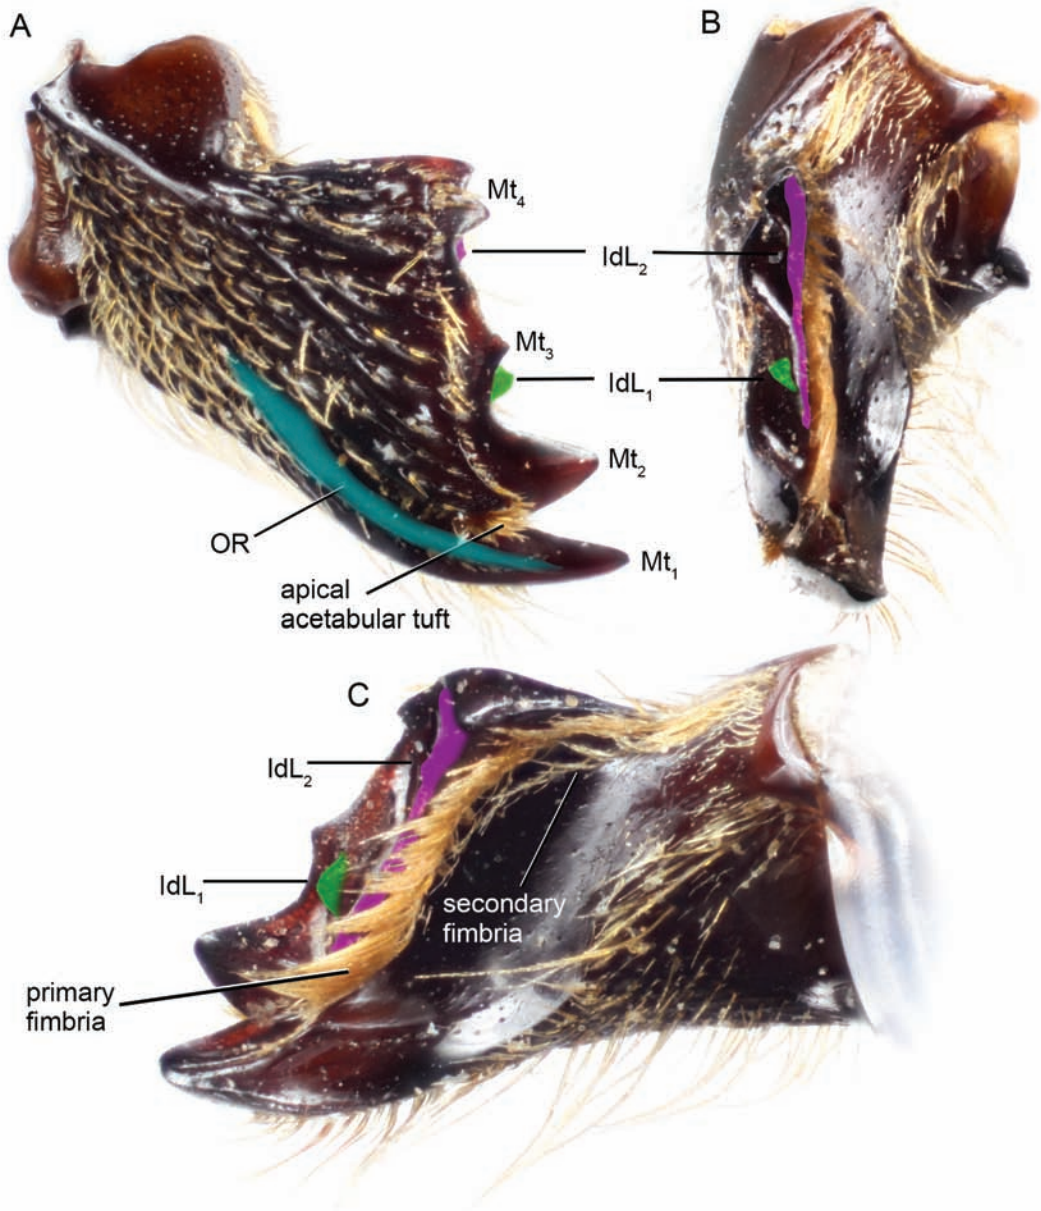 A
B
Mt4
IdL2
Mt3
IdL1
Mt2
OR
Mt1
apical
acetabular tuft
C
IdL2
IdL1
secondary
fimbria
primary
fimbria